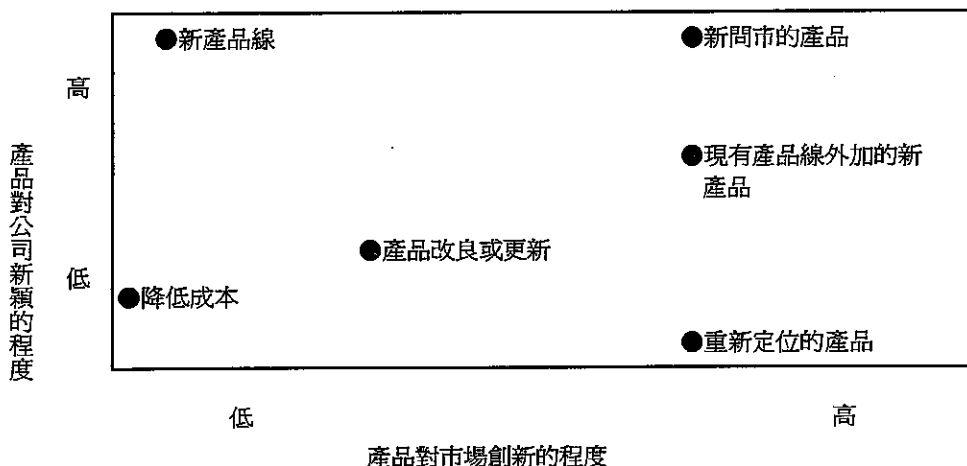 新產品線
新問市的產品
高
現有產品線外加的新
產品
產品對公司新穎的程度
產品改良或更新
低
降低成本
重新定位的產品
低
高
產品對市場創新的程度